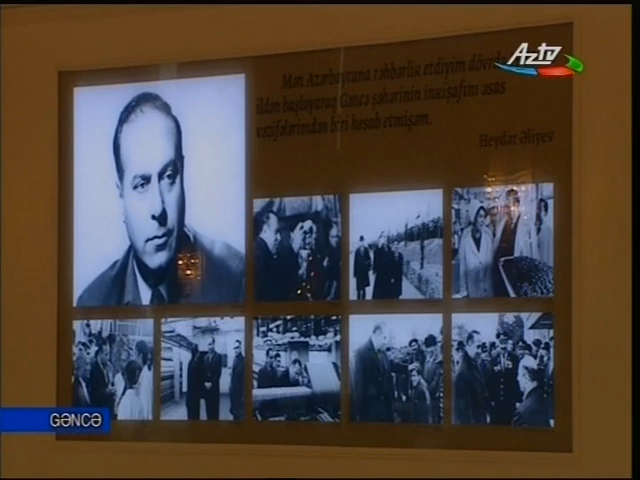 Mən Azərbaycana rəhbərlik etdiyim dövrdə
ildən başlayaraq Gəncə şəhərinin inkişafını əsas
vəzifələrimdən biri hesab etmişəm.
Heydər Əliyev
AzTV
GƏNCƏ